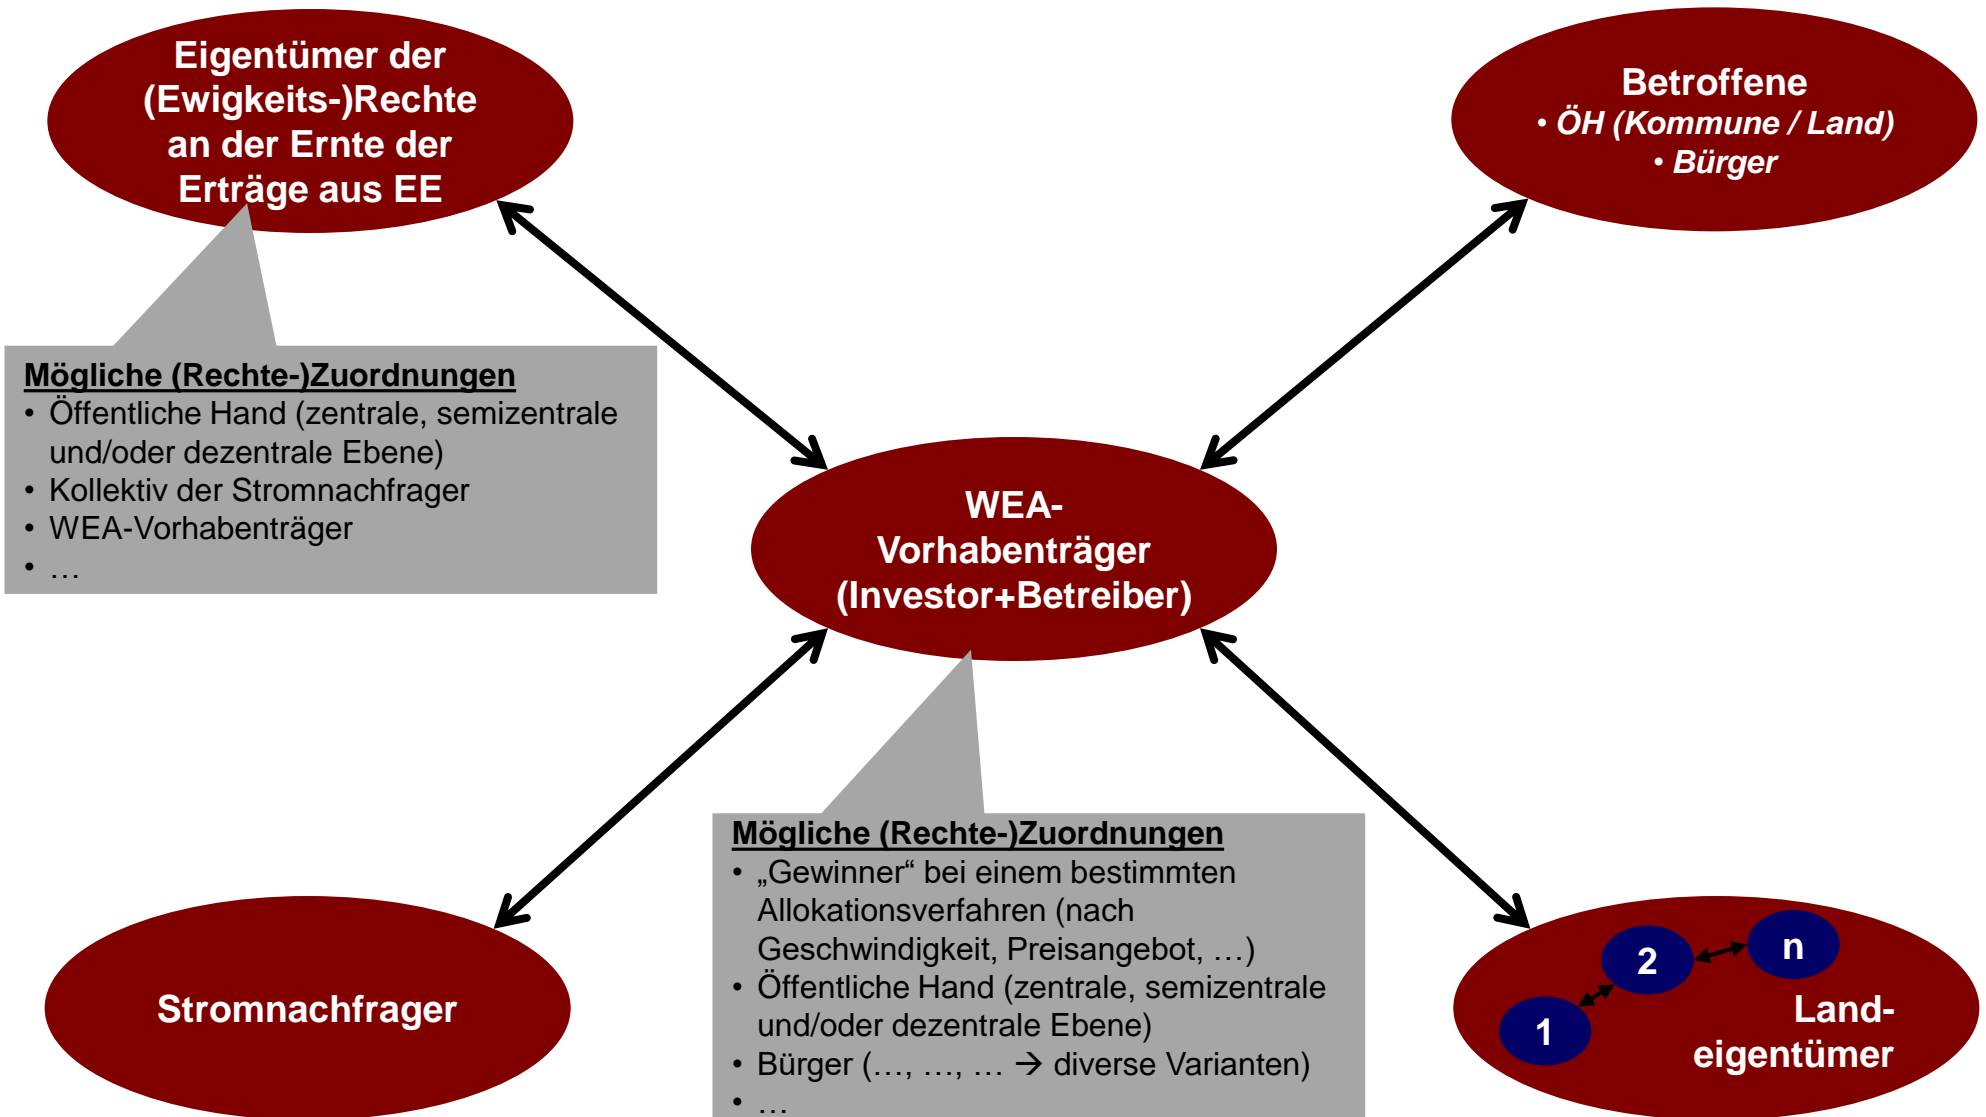 Eigentümer der
(Ewigkeits-)Rechte
an der Ernte der
Erträge aus EE
Betroffene
• ÖH (Kommune / Land)
• Bürger
Mögliche (Rechte-)Zuordnungen
• Öffentliche Hand (zentrale, semizentrale
und/oder dezentrale Ebene)
• Kollektiv der Stromnachfrager
• WEA-Vorhabenträger
• …
WEA-
Vorhabenträger
(Investor+Betreiber)
Mögliche (Rechte-)Zuordnungen
• „Gewinner“ bei einem bestimmten
Allokationsverfahren (nach
Geschwindigkeit, Preisangebot, …)
• Öffentliche Hand (zentrale, semizentrale
und/oder dezentrale Ebene)
• Bürger (…, …, … → diverse Varianten)
• …
Stromnachfrager
1
2
n
Land-
eigentümer